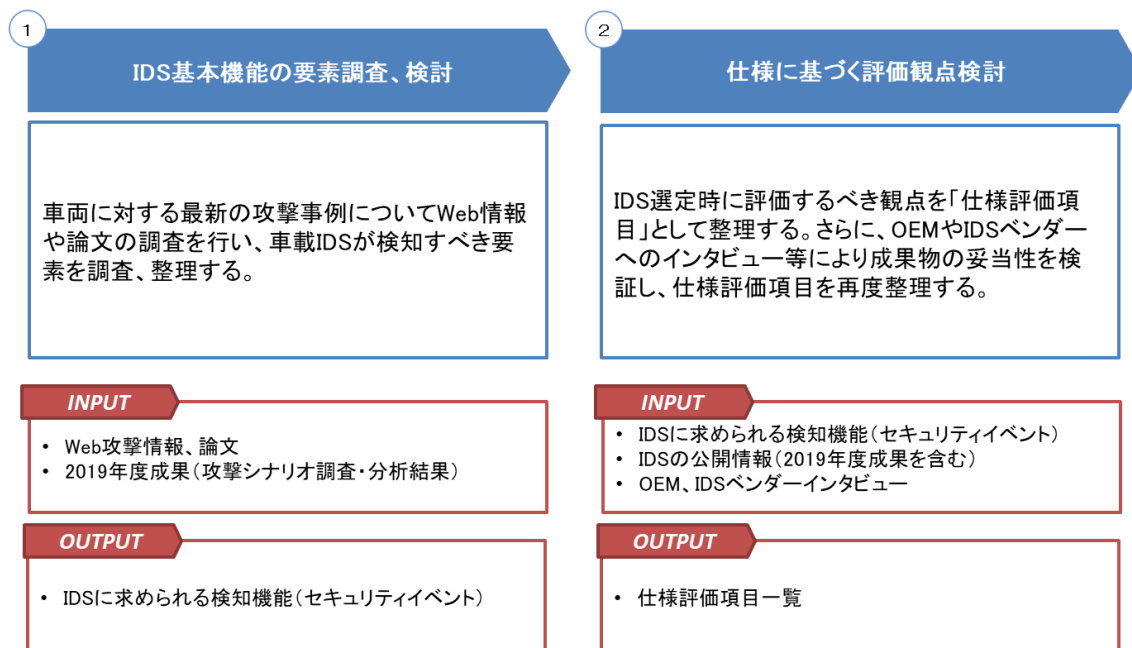 1
IDS基本機能の要素調査、検討
車両に対する最新の攻撃事例についてWeb情報
や論文の調査を行い、車載IDSが検知すべき要
素を調査、整理する。
INPUT
• Web攻撃情報、論文
• 2019年度成果(攻撃シナリオ調査・分析結果)
OUTPUT
• IDSに求められる検知機能(セキュリティイベント)
2
仕様に基づく評価観点検討
IDS選定時に評価するべき観点を「仕様評価項
目」として整理する。さらに、OEMやIDSベンダー
へのインタビュー等により成果物の妥当性を検
証し、仕様評価項目を再度整理する。
INPUT
• IDSに求められる検知機能(セキュリティイベント)
• IDSの公開情報(2019年度成果を含む)
• OEM、IDSベンダーインタビュー
OUTPUT
• 仕様評価項目一覧